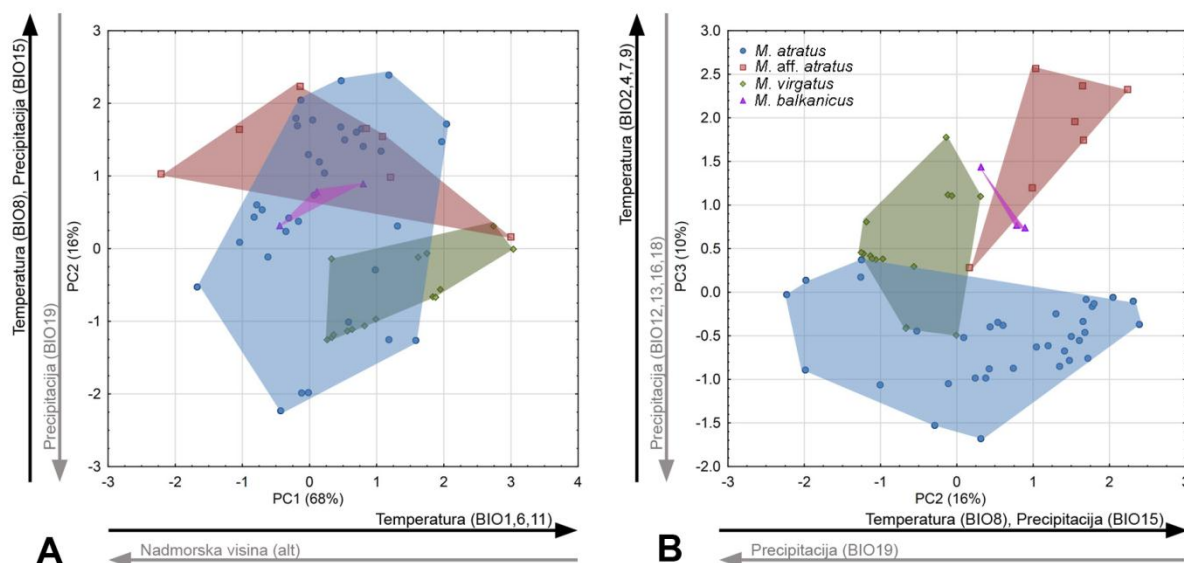 Temperatura (BIO8), Precipitacija (BIO15)
Precipitacija (BIO19)
PC2 (16%)
3
2
1
0
-1
-2
-3
-3
-2
-1
0
1
2
3
4
PC1 (68%)
Temperatura (BIO1,6,11)
Nadmorska visina (alt)
A
Temperatura (BIO2,4,7,9)
Precipitacija (BIO12,13,16,18)
PC3 (10%)
3.0
2.5
2.0
1.5
1.0
0.5
0.0
-0.5
-1.0
-1.5
-2.0
M. atratus
M. aff. atratus
M. virgatus
M. balkanicus
-3
-2
-1
0
1
2
3
PC2 (16%)
Temperatura (BIO8), Precipitacija (BIO15)
Precipitacija (BIO19)
B